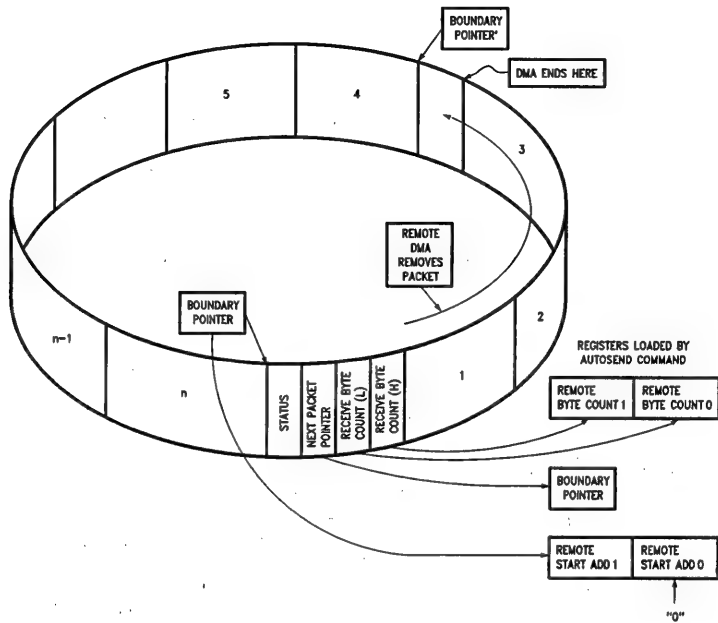 BOUNDARY
POINTER'
DMA ENDS HERE
5
4
3
REMOTE
DMA
REMOVES
PACKET
BOUNDARY
POINTER
2
n-1
n
STATUS
NEXT PACKET
POINTER
RECEIVE BYTE
COUNT (L)
RECEIVE BYTE
COUNT (H)
1
REGISTERS LOADED BY
AUTOSEND COMMAND
REMOTE
BYTE COUNT 1
REMOTE
BYTE COUNT 0
BOUNDARY
POINTER
REMOTE
START ADD 1
REMOTE
START ADD 0
"0"